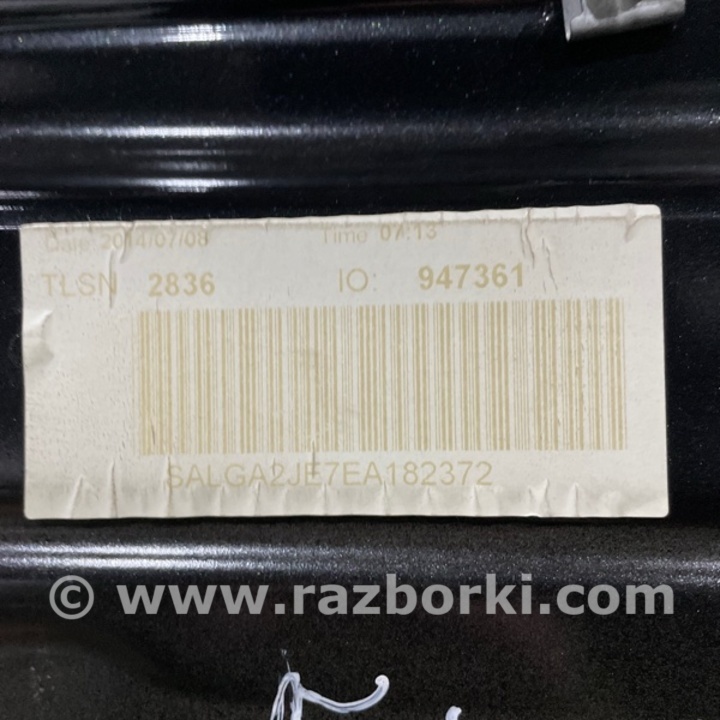 Date 2014/07/08 Time 07:13
TLSN 2836 IO: 947361
SALGA2JE7EA182372
© www.razborki.com